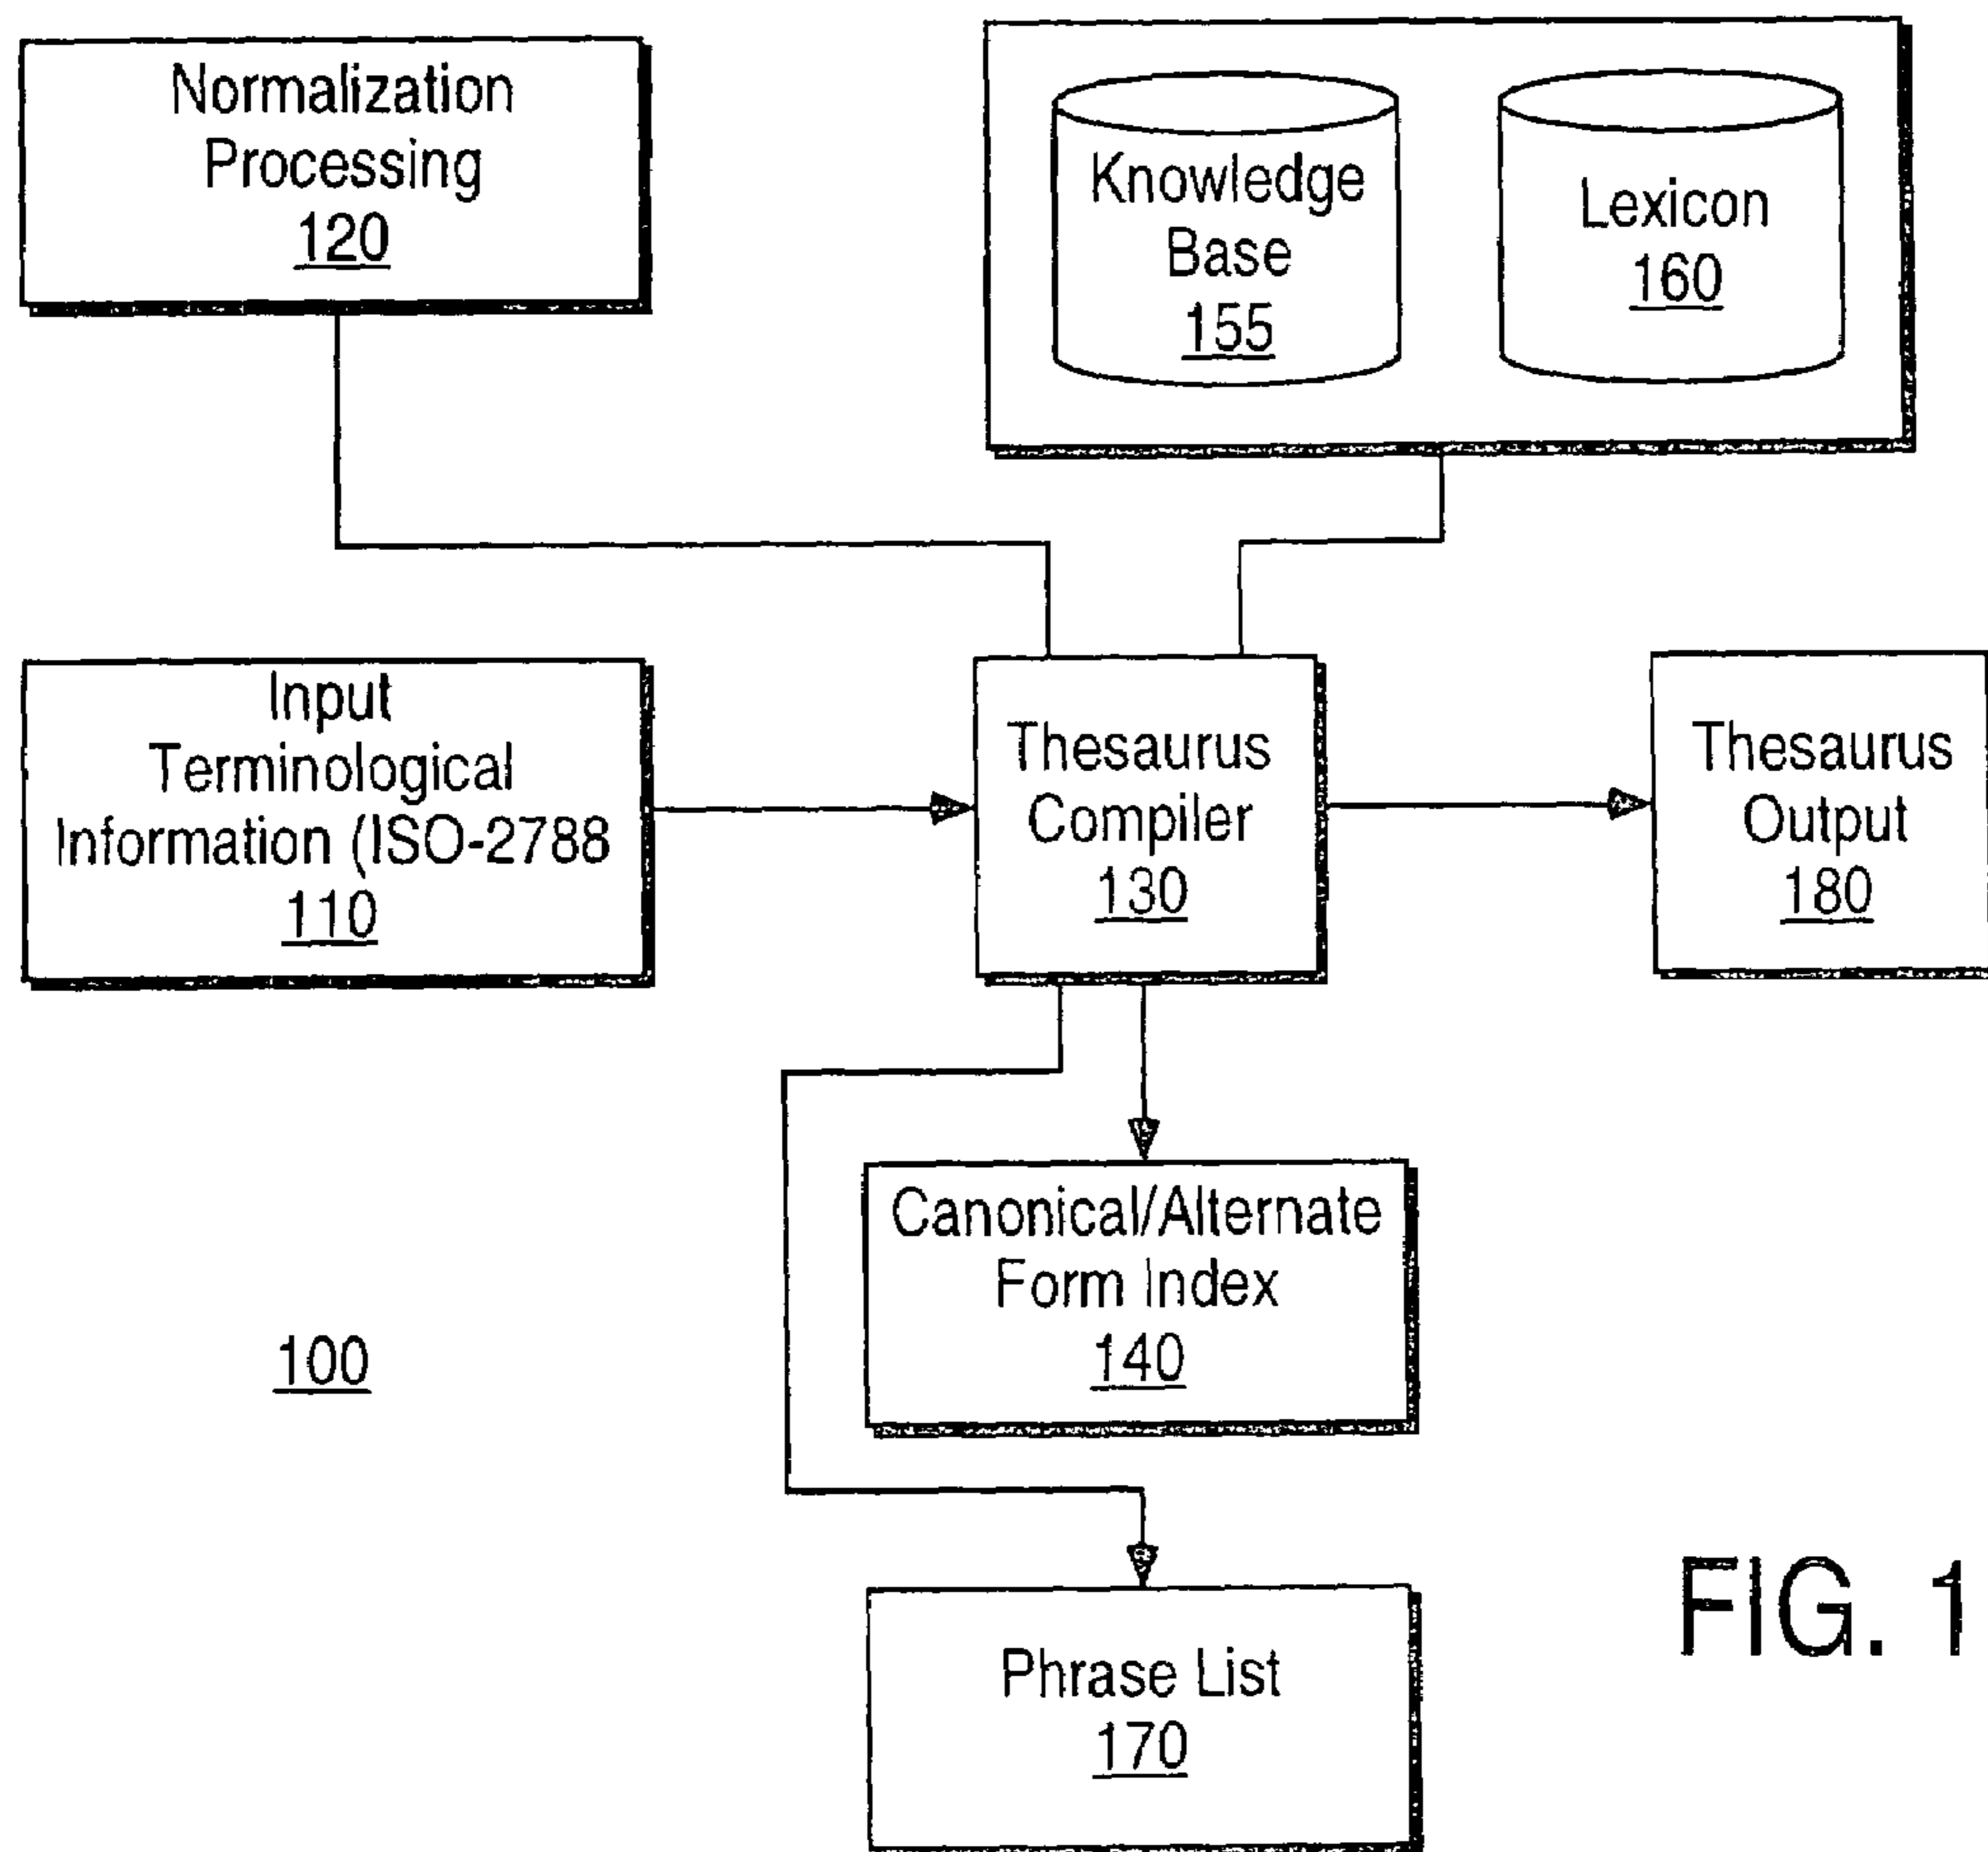 Normalization
Processing
120
Knowledge
Base
155
Lexicon
160
Input
Terminological
Information (ISO-2788
110
Thesaurus
Compiler
130
Thesaurus
Output
180
Canonical/Alternate
Form Index
140
100
Phrase List
170
FIG. 1